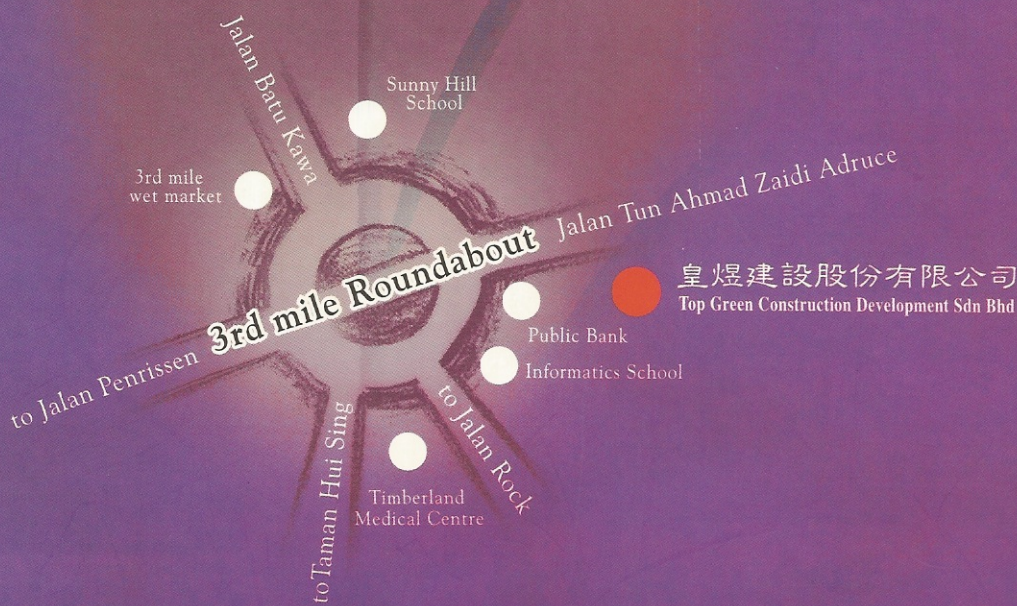 Jalan Batu Kawa
Sunny Hill
School
3rd mile
wet market
Jalan Tun Ahmad Zaidi Adruce
3rd mile Roundabout
皇煜建設股份有限公司
Top Green Construction Development Sdn Bhd
Public Bank
Informatics School
to Jalan Penrissen
to Jalan Rock
to Taman Hui Sing
Timberland
Medical Centre